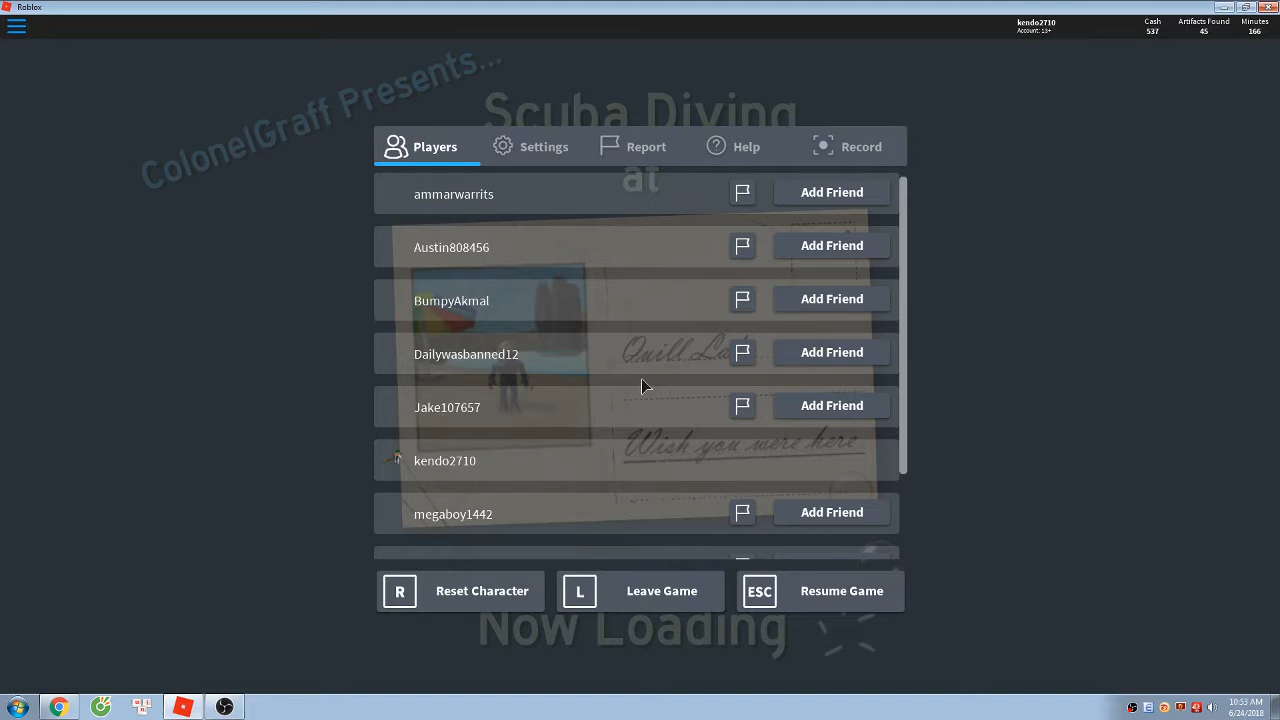 Roblox
kendo2710
Account: 13+
Cash
537
Artifacts Found
45
Minutes
166
ColonelGraff Presents...
Scuba Diving
at
Players
Settings
Report
Help
Record
ammarwarrits
Add Friend
Austin808456
Add Friend
BumpyAkmal
Add Friend
Dailywasbanned12
Add Friend
Quill
Jake107657
Add Friend
Wish you were here
kendo2710
megaboy1442
Add Friend
R
Reset Character
L
Leave Game
ESC
Resume Game
Now Loading
10:53 AM
6/24/2018